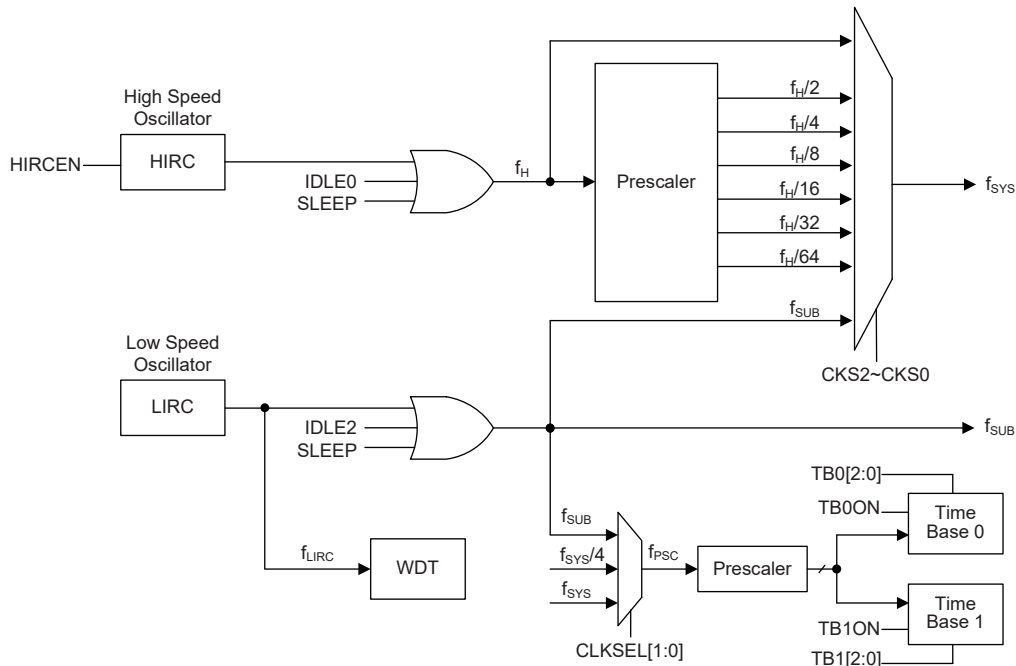 High Speed
Oscillator
HIRCEN
HIRC
IDLE0
SLEEP
fH
Prescaler
fH/2
fH/4
fH/8
fH/16
fH/32
fH/64
fSUB
fSYS
CKS2~CKS0
Low Speed
Oscillator
LIRC
IDLE2
SLEEP
fSUB
fLIRC
WDT
fSUB
fSYS/4
fSYS
CLKSEL[1:0]
fPSC
Prescaler
TB0[2:0]
TB0ON
Time
Base 0
Time
Base 1
TB1ON
TB1[2:0]